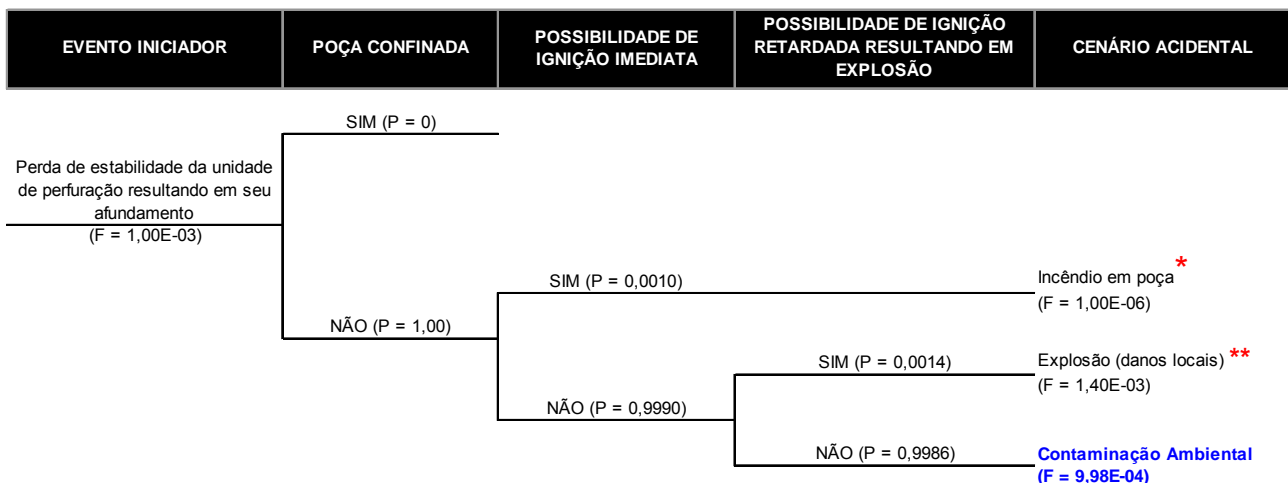 EVENTO INICIADOR
POÇA CONFINADA
POSSIBILIDADE DE
IGNIÇÃO IMEDIATA
POSSIBILIDADE DE IGNIÇÃO
RETARDADA RESULTANDO EM
EXPLOSÃO
CENÁRIO ACIDENTAL
SIM (P = 0)
Perda de estabilidade da unidade
de perfuração resultando em seu
afundamento
(F = 1,00E-03)
SIM (P = 0,0010)
Incêndio em poça *
(F = 1,00E-06)
NÃO (P = 1,00)
SIM (P = 0,0014)
Explosão (danos locais) **
(F = 1,40E-03)
NÃO (P = 0,9990)
NÃO (P = 0,9986)
Contaminação Ambiental
(F = 9,98E-04)